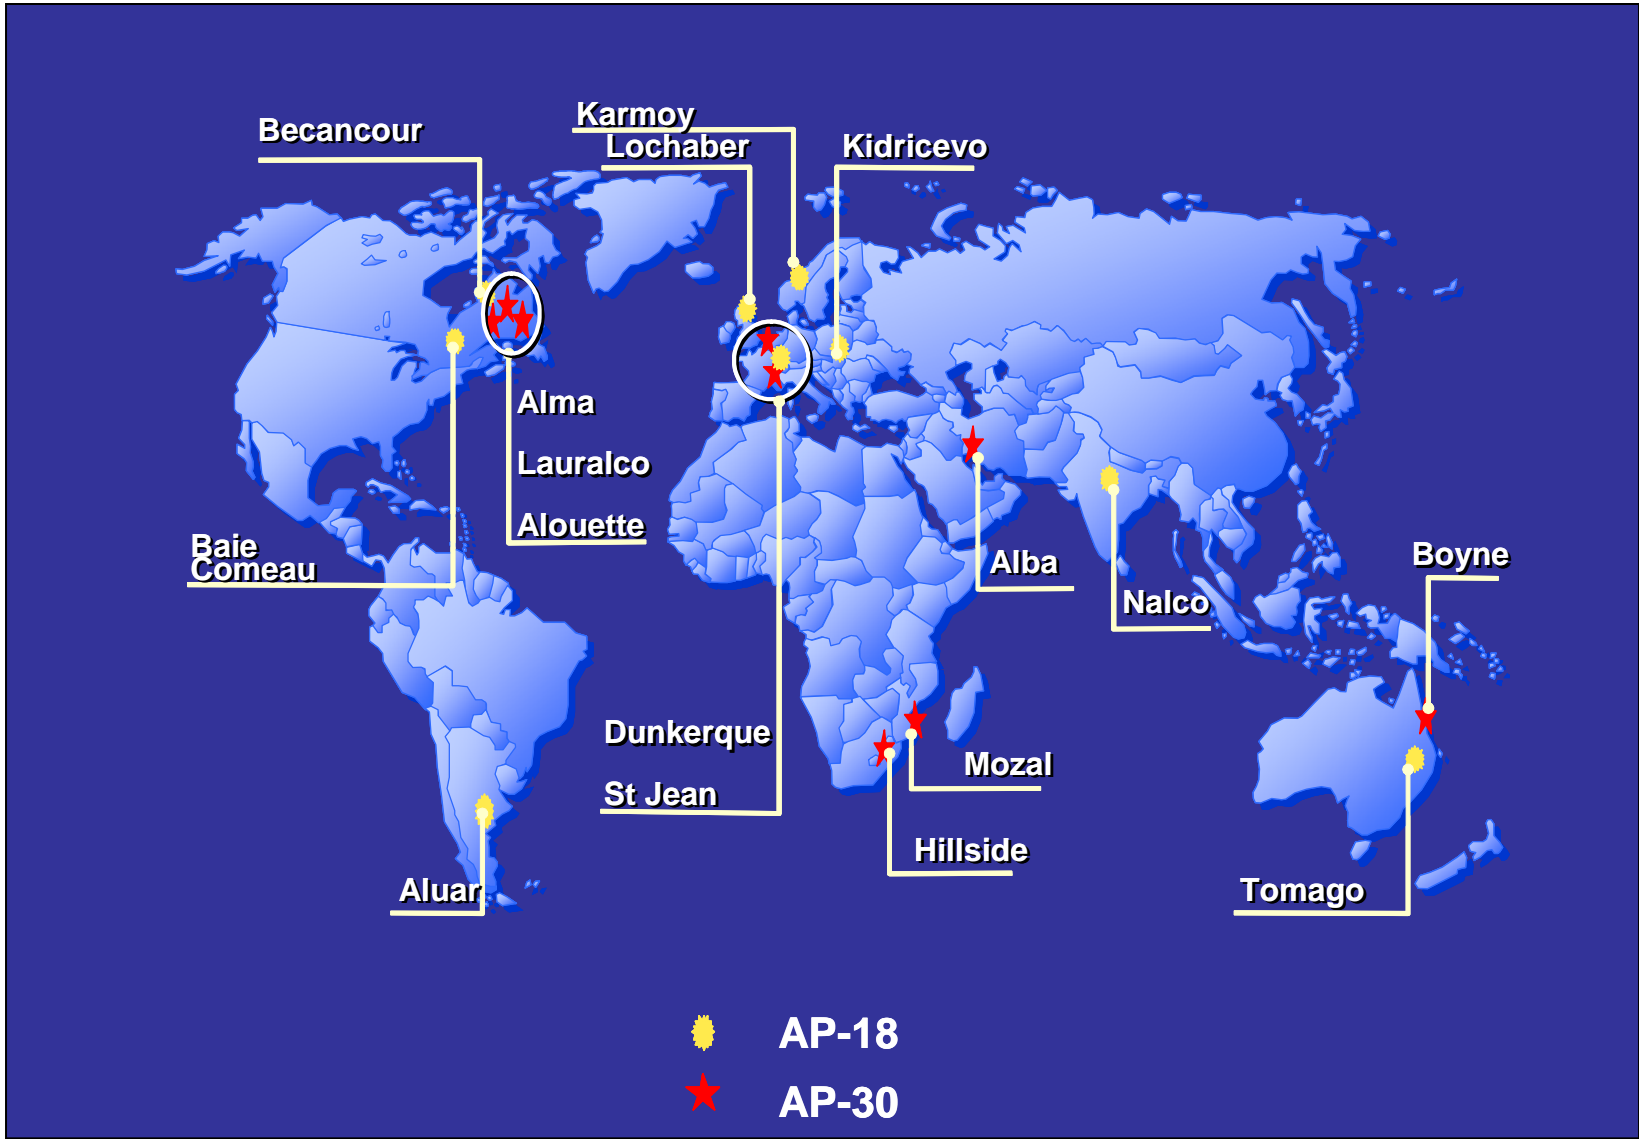 Karmoy
Becancour
Lochaber
Kidricevo
Alma
Lauralco
Alouette
Baie
Comeau
Alba
Boyne
Nalco
Dunkerque
Mozal
St Jean
Hillside
Aluar
Tomago
AP-18
AP-30